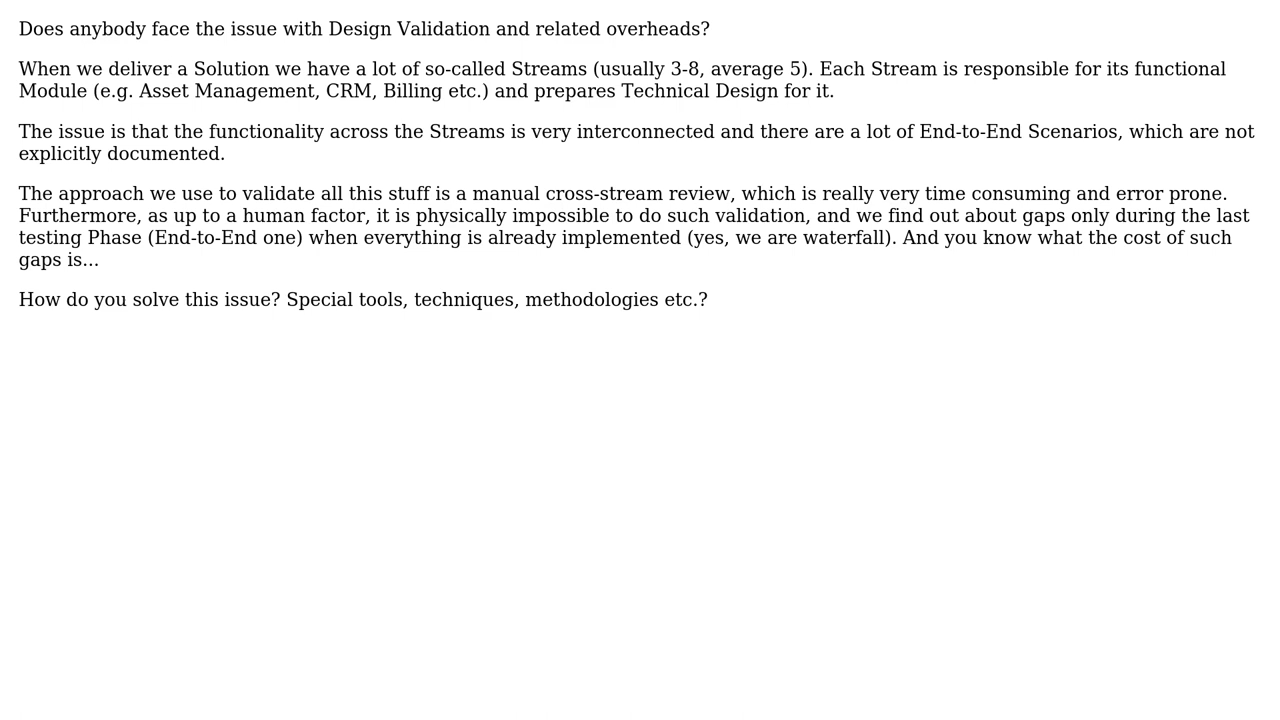 Does anybody face the issue with Design Validation and related overheads?
When we deliver a Solution we have a lot of so-called Streams (usually 3-8, average 5). Each Stream is responsible for its functional
Module (e.g. Asset Management, CRM, Billing etc.) and prepares Technical Design for it.
The issue is that the functionality across the Streams is very interconnected and there are a lot of End-to-End Scenarios, which are not
explicitly documented.
The approach we use to validate all this stuff is a manual cross-stream review, which is really very time consuming and error prone.
Furthermore, as up to a human factor, it is physically impossible to do such validation, and we find out about gaps only during the last
testing Phase (End-to-End one) when everything is already implemented (yes, we are waterfall). And you know what the cost of such
gaps is...
How do you solve this issue? Special tools, techniques, methodologies etc.?